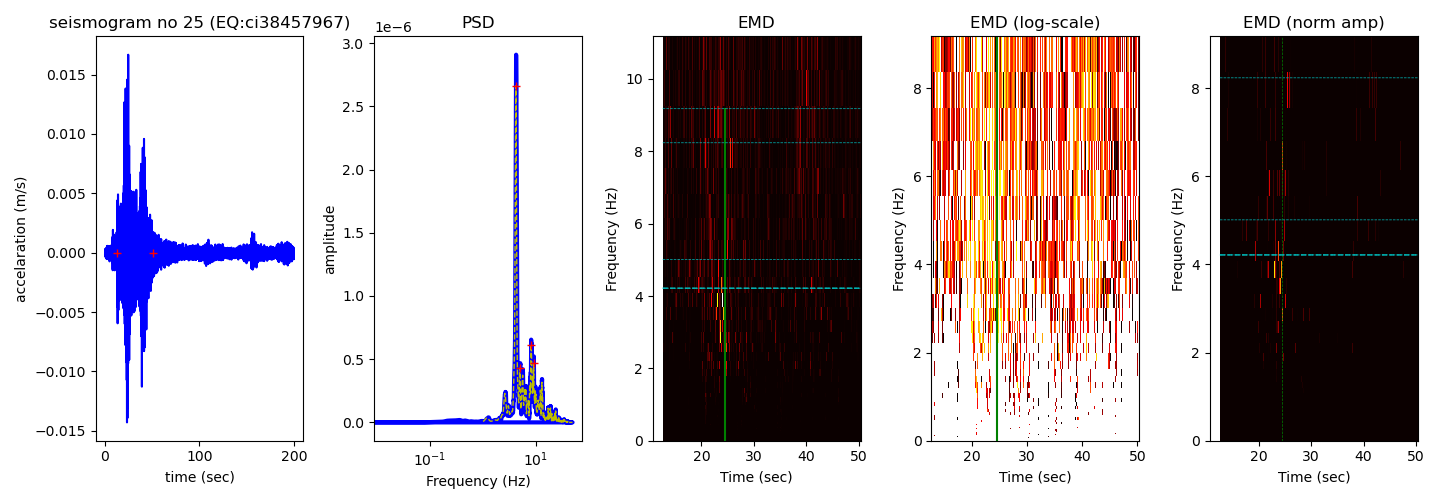 seismogram no 25 (EQ:ci38457967)
PSD
EMD
EMD (log-scale)
EMD (norm amp)
1e−6
accelaration (m/s)
0.015
0.010
0.005
0.000
−0.005
−0.010
−0.015
0
100
200
time (sec)
amplitude
3.0
2.5
2.0
1.5
1.0
0.5
0.0
10⁻¹
10¹
Frequency (Hz)
Frequency (Hz)
10
8
6
4
2
0
20
30
40
50
Time (sec)
Frequency (Hz)
8
6
4
2
0
20
30
40
50
Time (sec)
Frequency (Hz)
8
6
4
2
0
20
30
40
50
Time (sec)